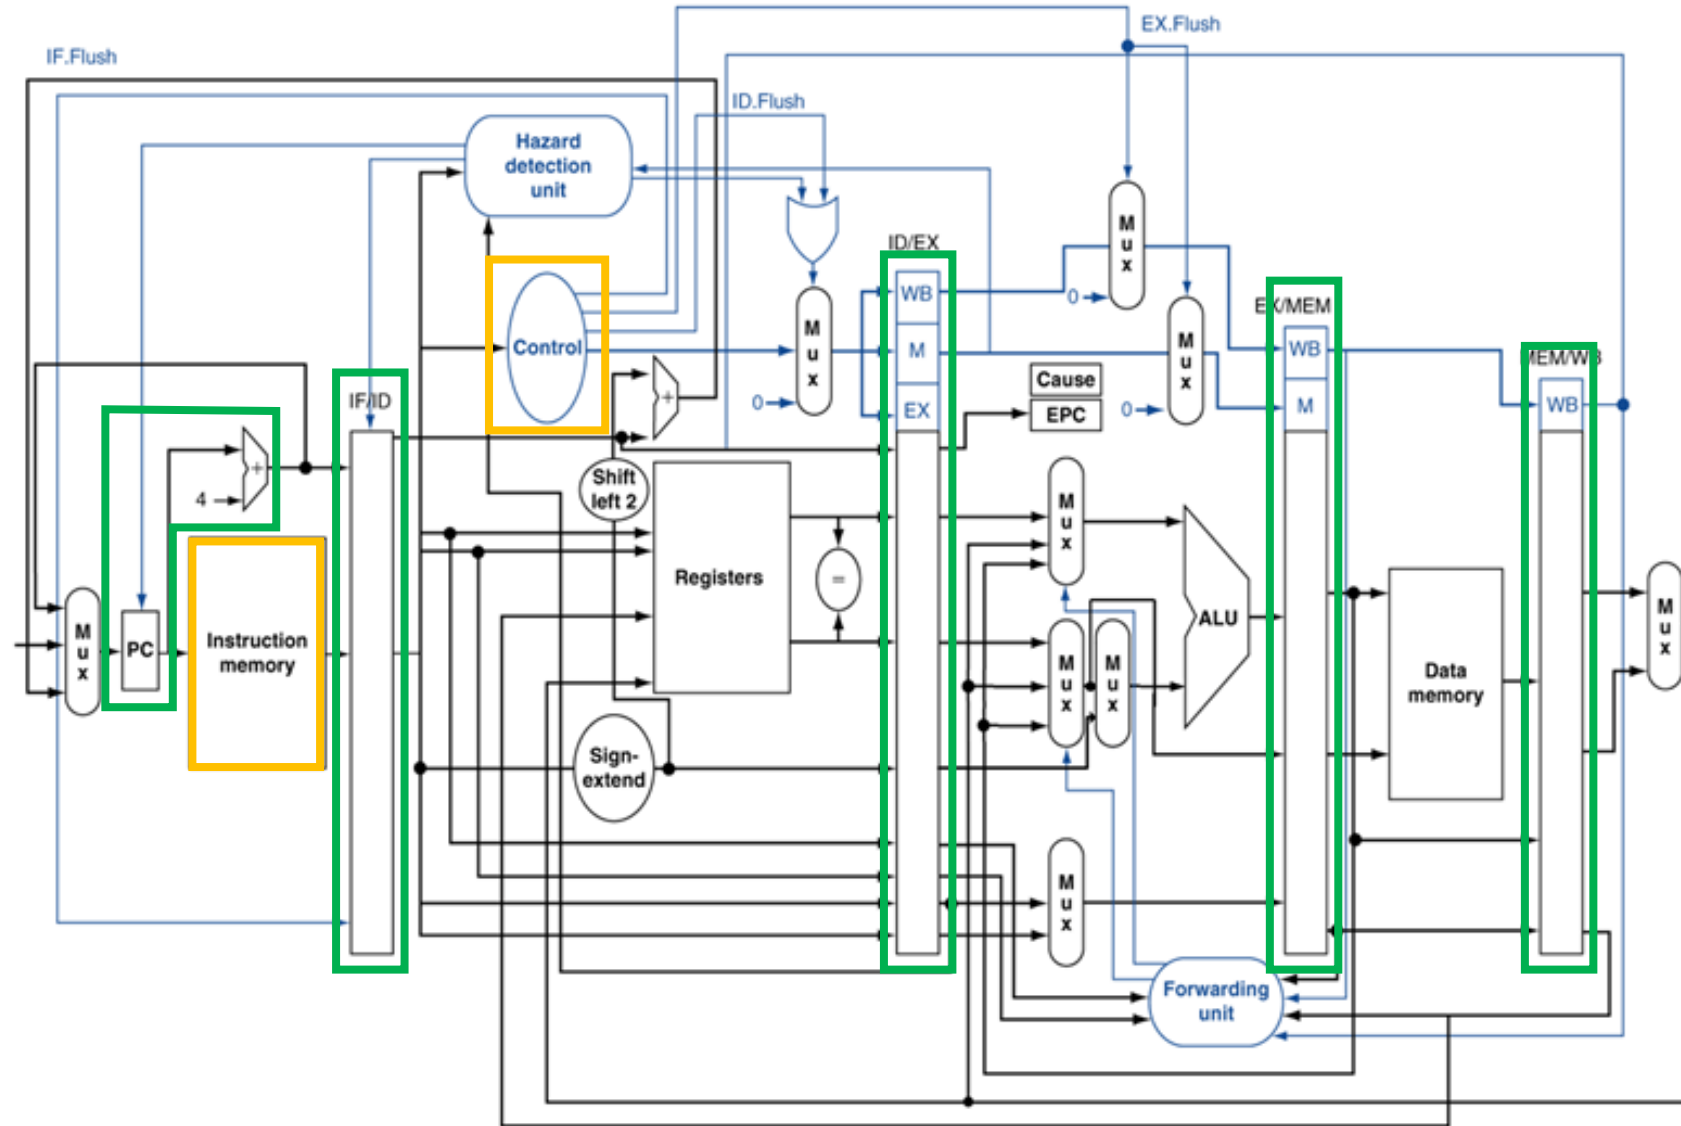 EX.Flush
IF.Flush
ID.Flush
Hazard
detection
unit
M
u
x
ID/EX
WB
0
EX/MEM
Control
M
u
x
M
M
u
x
WB
MEM/WB
Cause
0
EX
EPC
0
M
WB
IF/ID
+
+
4
Shift
left 2
M
u
x
Registers
=
M
u
x
PC
Instruction
memory
M
u
x
M
u
x
ALU
Data
memory
M
u
x
Sign-
extend
M
u
x
Forwarding
unit